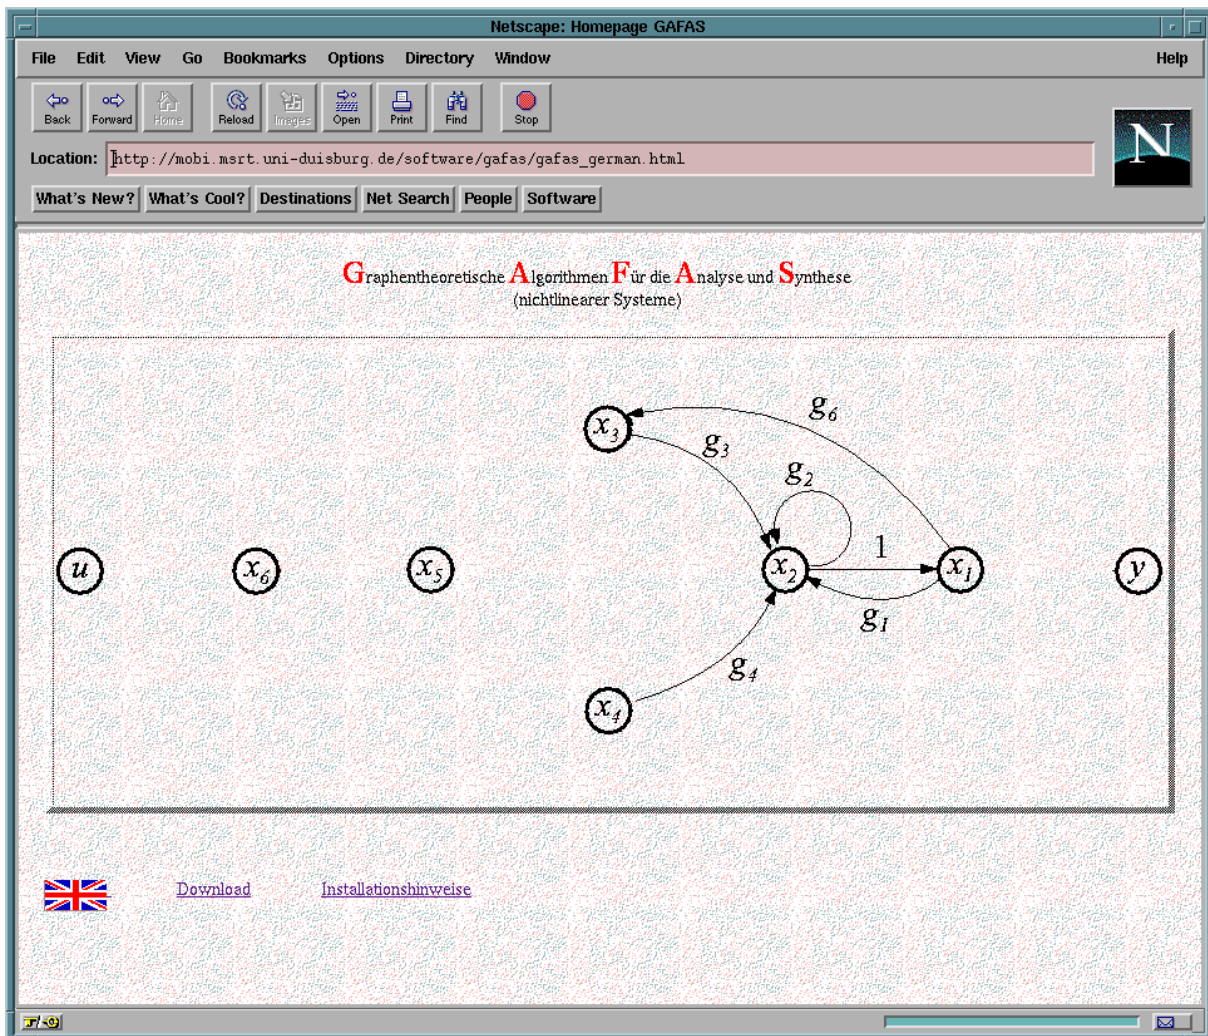 Netscape: Homepage GAFAS
File Edit View Go Bookmarks Options Directory Window Help
Back Forward Home Reload Images Open Print Find Stop
N
Location: http://mobi.msrt.uni-duisburg.de/software/gafas/gafas_german.html
What's New? What's Cool? Destinations Net Search People Software
Graphentheoretische Algorithmen Für die Analyse und Synthese
(nichtlinearer Systeme)
g6
x3 g3
g2
1
u x6 x5 x2 x1 y
g1
g4
x4
Download Installationshinweise